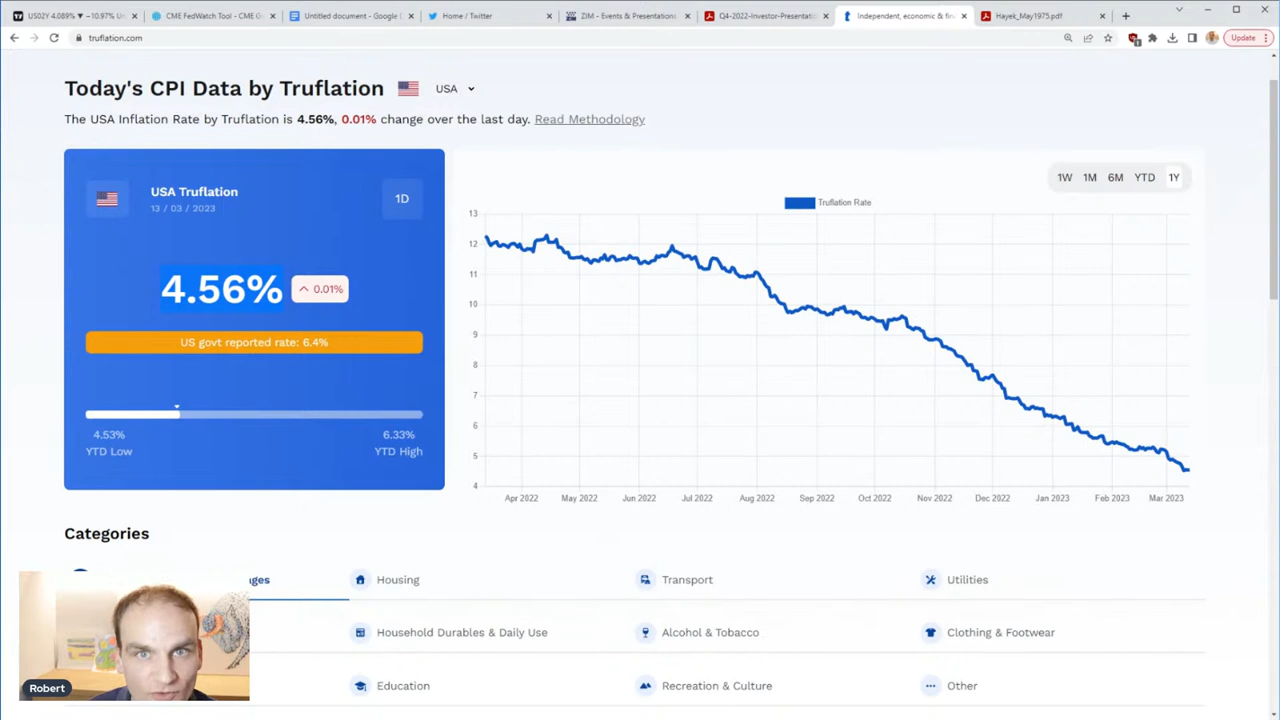 US02Y 4.089% ▼ −10.97% Un
CME FedWatch Tool - CME G
Untitled document - Google D
Home / Twitter
ZIM - Events & Presentations
Q4-2022-Investor-Presentatio
Independent, economic & fin
Hayek_May1975.pdf
truflation.com
Update
Today's CPI Data by Truflation
USA
The USA Inflation Rate by Truflation is 4.56%, 0.01% change over the last day. Read Methodology
USA Truflation
13 / 03 / 2023
1D
4.56%
0.01%
US govt reported rate: 6.4%
4.53%
YTD Low
6.33%
YTD High
1W 1M 6M YTD 1Y
Truflation Rate
13
12
11
10
9
8
7
6
5
4
Apr 2022 May 2022 Jun 2022 Jul 2022 Aug 2022 Sep 2022 Oct 2022 Nov 2022 Dec 2022 Jan 2023 Feb 2023 Mar 2023
Categories
ges
Housing
Transport
Utilities
Household Durables & Daily Use
Alcohol & Tobacco
Clothing & Footwear
Education
Recreation & Culture
Other
Robert